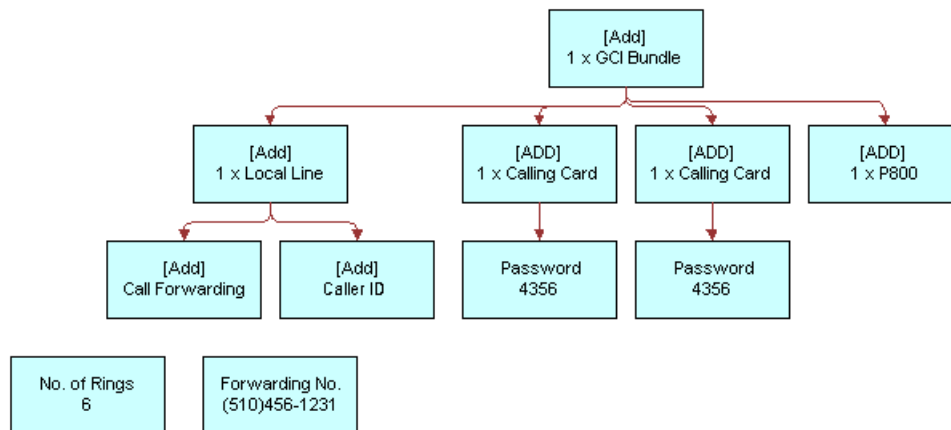 [Add]
1 x GCI Bundle
[Add]
1 x Local Line
[ADD]
1 x Calling Card
[ADD]
1 x Calling Card
[ADD]
1 x P800
[Add]
Call Forwarding
[Add]
Caller ID
Password
4356
Password
4356
No. of Rings
6
Forwarding No.
(510)456-1231